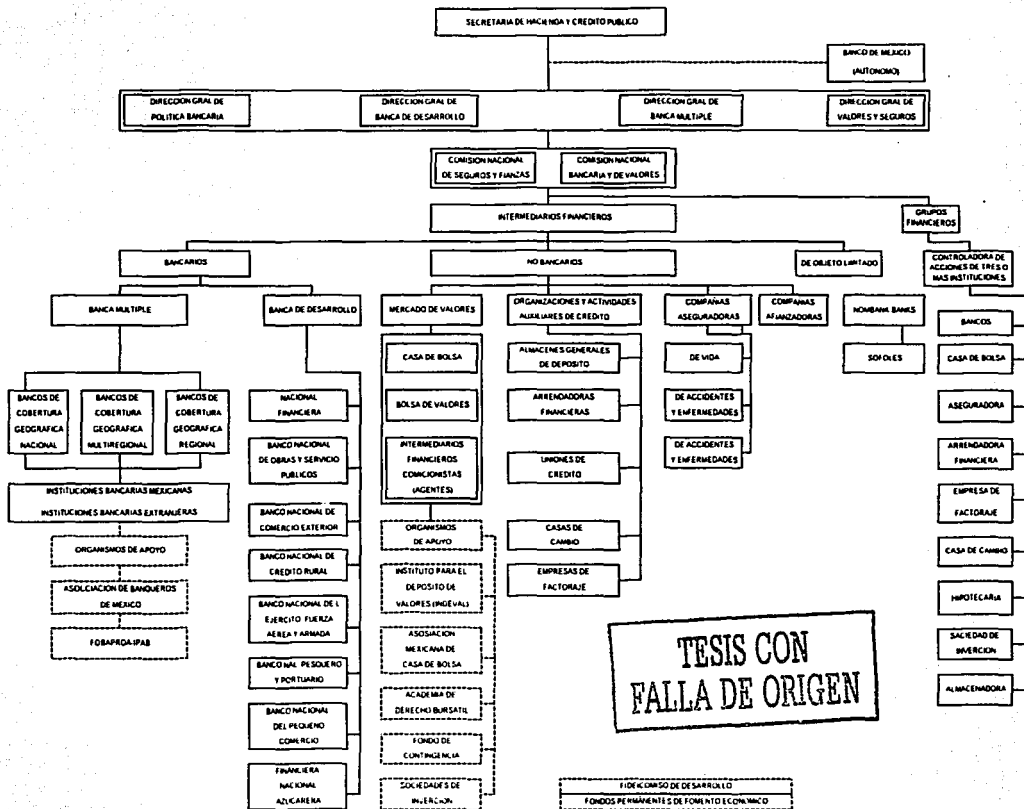 SECRETARIA DE HACIENDA Y CREDITO PUBLICO
BANCO DE MEXICO
(AUTONOMO)
DIRECCION GRAL DE
POLITICA BANCARIA
DIRECCION GRAL DE
BANCA DE DESARROLLO
DIRECCION GRAL DE
BANCA MULTIPLE
DIRECCION GRAL DE
VALORES Y SEGUROS
COMISION NACIONAL
DE SEGUROS Y FIANZAS
COMISION NACIONAL
BANCARIA Y DE VALORES
INTERMEDIARIOS FINANCIEROS
GRUPOS
FINANCIEROS
BANCARIOS
NO BANCARIOS
DE OBJETO LIMITADO
CONTROLADORA DE
ACCIONES DE TRES O
MAS INSTITUCIONES
BANCA MULTIPLE
BANCA DE DESARROLLO
MERCADO DE VALORES
ORGANIZACIONES Y ACTIVIDADES
AUXILIARES DE CREDITO
COMPAÑIAS
ASEGURADORAS
COMPAÑIAS
AFIANZADORAS
NOMBANA BANKS
SOFOLES
BANCOS DE
COBERTURA
GEOGRAFICA
NACIONAL
BANCOS DE
COBERTURA
GEOGRAFICA
MULTIREGIONAL
BANCOS DE
COBERTURA
GEOGRAFICA
REGIONAL
INSTITUCIONES BANCARIAS MEXICANAS
INSTITUCIONES BANCARIAS EXTRANJERAS
ORGANISMOS DE APOYO
ASOLCIACION DE BANQUEROS
DE MEXICO
FOBAPROA-IPAB
NACIONAL
FINANCIERA
BANCO NACIONAL
DE OBRAS Y SERVICIO
PUBLICOS
BANCO NACIONAL DE
COMERCIO EXTERIOR
BANCO NACIONAL DE
CREDITO RURAL
BANCO NACIONAL DE L
EJERCITO FUERZA
AEREA Y ARMADA
BANCO NAL PESQUERO
Y PORTUARIO
BANCO NACIONAL
DEL PEQUENO
COMERCIO
FINANCIERA
NACIONAL
AZUCARERA
CASA DE BOLSA
BOLSA DE VALORES
INTERMEDIARIOS
FINANCIEROS
COMICIONISTAS
(AGENTES)
ORGANISMOS
DE APOYO
INSTITUTO PARA EL
DEPOSITO DE
VALORES (INDEVAL)
ASOSIACION
MEXICANA DE
CASA DE BOLSA
ACADEMIA DE
DERECHO BURSATIL
FONDO DE
CONTINGENCIA
SOCIEDADES DE
INVERCION
ALMACENES GENERALES
DE DEPOSITO
ARRENDADORAS
FINANCIERAS
UNIONES DE
CREDITO
CASAS DE
CAMBIO
EMPRESAS DE
FACTORAJE
DE VIDA
DE ACCIDENTES
Y ENFERMEDADES
DE ACCIDENTES
Y ENFERMEDADES
BANCOS
CASA DE BOLSA
ASEGURADORA
ARRENDADORA
FINANCIERA
EMPRESA DE
FACTORAJE
CASA DE CAMBIO
HIPOTECARIA
SACIEDAD DE
INVERCION
ALMACENADORA
TESIS CON
FALLA DE ORIGEN
FIDEICOMISO DE DESARROLLO
FONDOS PERMANENTES DE FOMENTO ECONOMICO